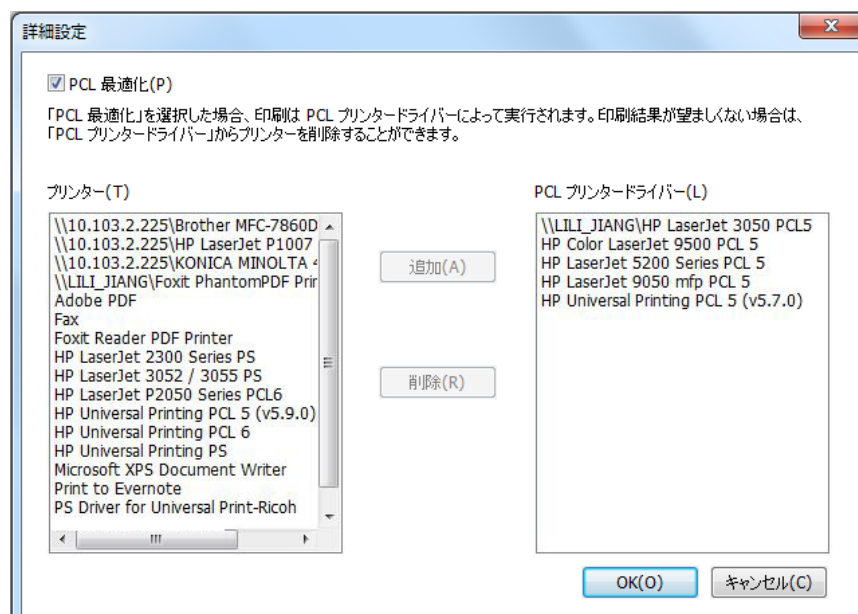 詳細設定
PCL 最適化(P)
「PCL 最適化」を選択した場合、印刷は PCL プリンタードライバーによって実行されます。印刷結果が望ましくない場合は、
「PCL プリンタードライバー」からプリンターを削除することができます。
プリンター(T)
\\10.103.2.225\Brother MFC-7860D
\\10.103.2.225\HP LaserJet P1007
\\10.103.2.225\KONICA MINOLTA 4
\\LILI_JIANG\Foxit PhantomPDF Prin
Adobe PDF
Fax
Foxit Reader PDF Printer
HP LaserJet 2300 Series PS
HP LaserJet 3052 / 3055 PS
HP LaserJet P2050 Series PCL6
HP Universal Printing PCL 5 (v5.9.0)
HP Universal Printing PCL 6
HP Universal Printing PS
Microsoft XPS Document Writer
Print to Evernote
PS Driver for Universal Print-Ricoh
追加(A)
削除(R)
PCL プリンタードライバー(L)
\\LILI_JIANG\HP LaserJet 3050 PCL5
HP Color LaserJet 9500 PCL 5
HP LaserJet 5200 Series PCL 5
HP LaserJet 9050 mfp PCL 5
HP Universal Printing PCL 5 (v5.7.0)
OK(O)
キャンセル(C)